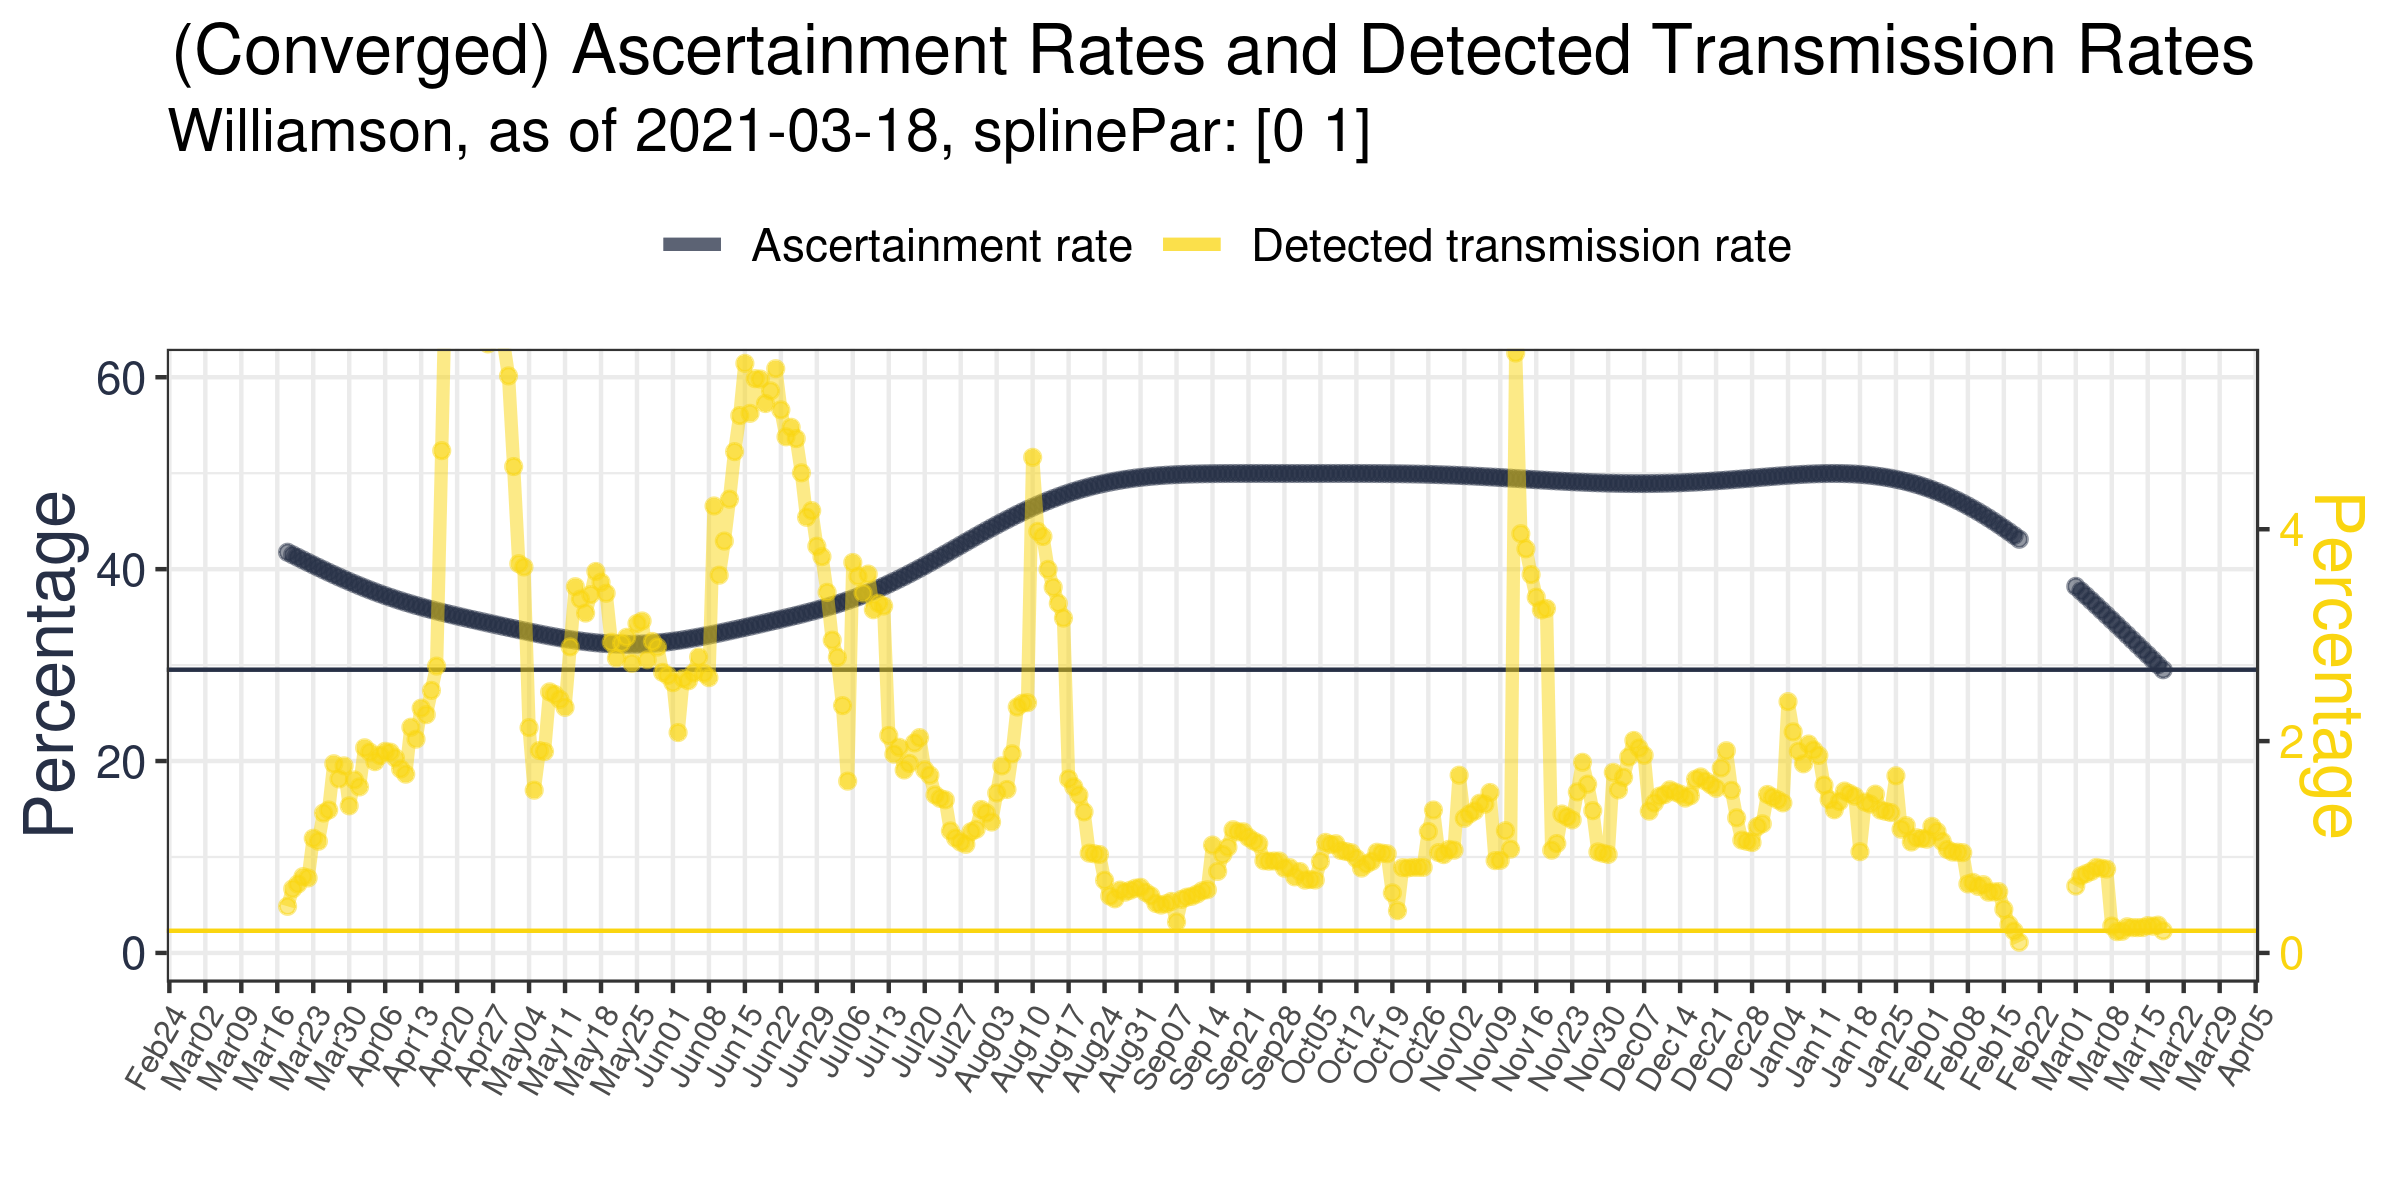 (Converged) Ascertainment Rates and Detected Transmission Rates
Williamson, as of 2021-03-18, splinePar: [0 1]
Ascertainment rate
Detected transmission rate
Percentage
60
40
20
0
4
2
0
Percentage
Feb24
Mar02
Mar09
Mar16
Mar23
Mar30
Apr06
Apr13
Apr20
Apr27
May04
May11
May18
May25
Jun01
Jun08
Jun15
Jun22
Jun29
Jul06
Jul13
Jul20
Jul27
Aug03
Aug10
Aug17
Aug24
Aug31
Sep07
Sep14
Sep21
Sep28
Oct05
Oct12
Oct19
Oct26
Nov02
Nov09
Nov16
Nov23
Nov30
Dec07
Dec14
Dec21
Dec28
Jan04
Jan11
Jan18
Jan25
Feb01
Feb08
Feb15
Feb22
Mar01
Mar08
Mar15
Mar22
Mar29
Apr05